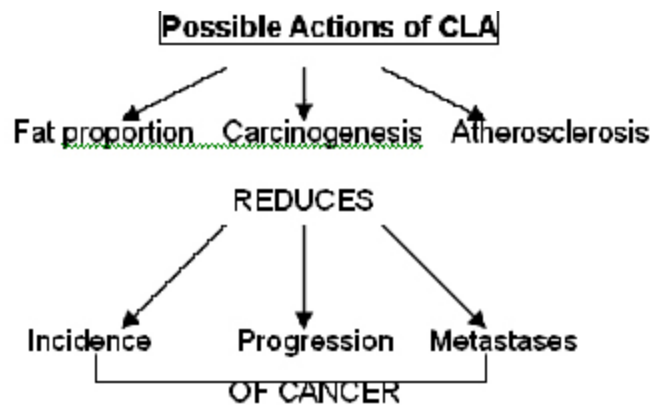 Possible Actions of CLA
Fat proportion Carcinogenesis Atherosclerosis
REDUCES
Incidence Progression Metastases
OF CANCER